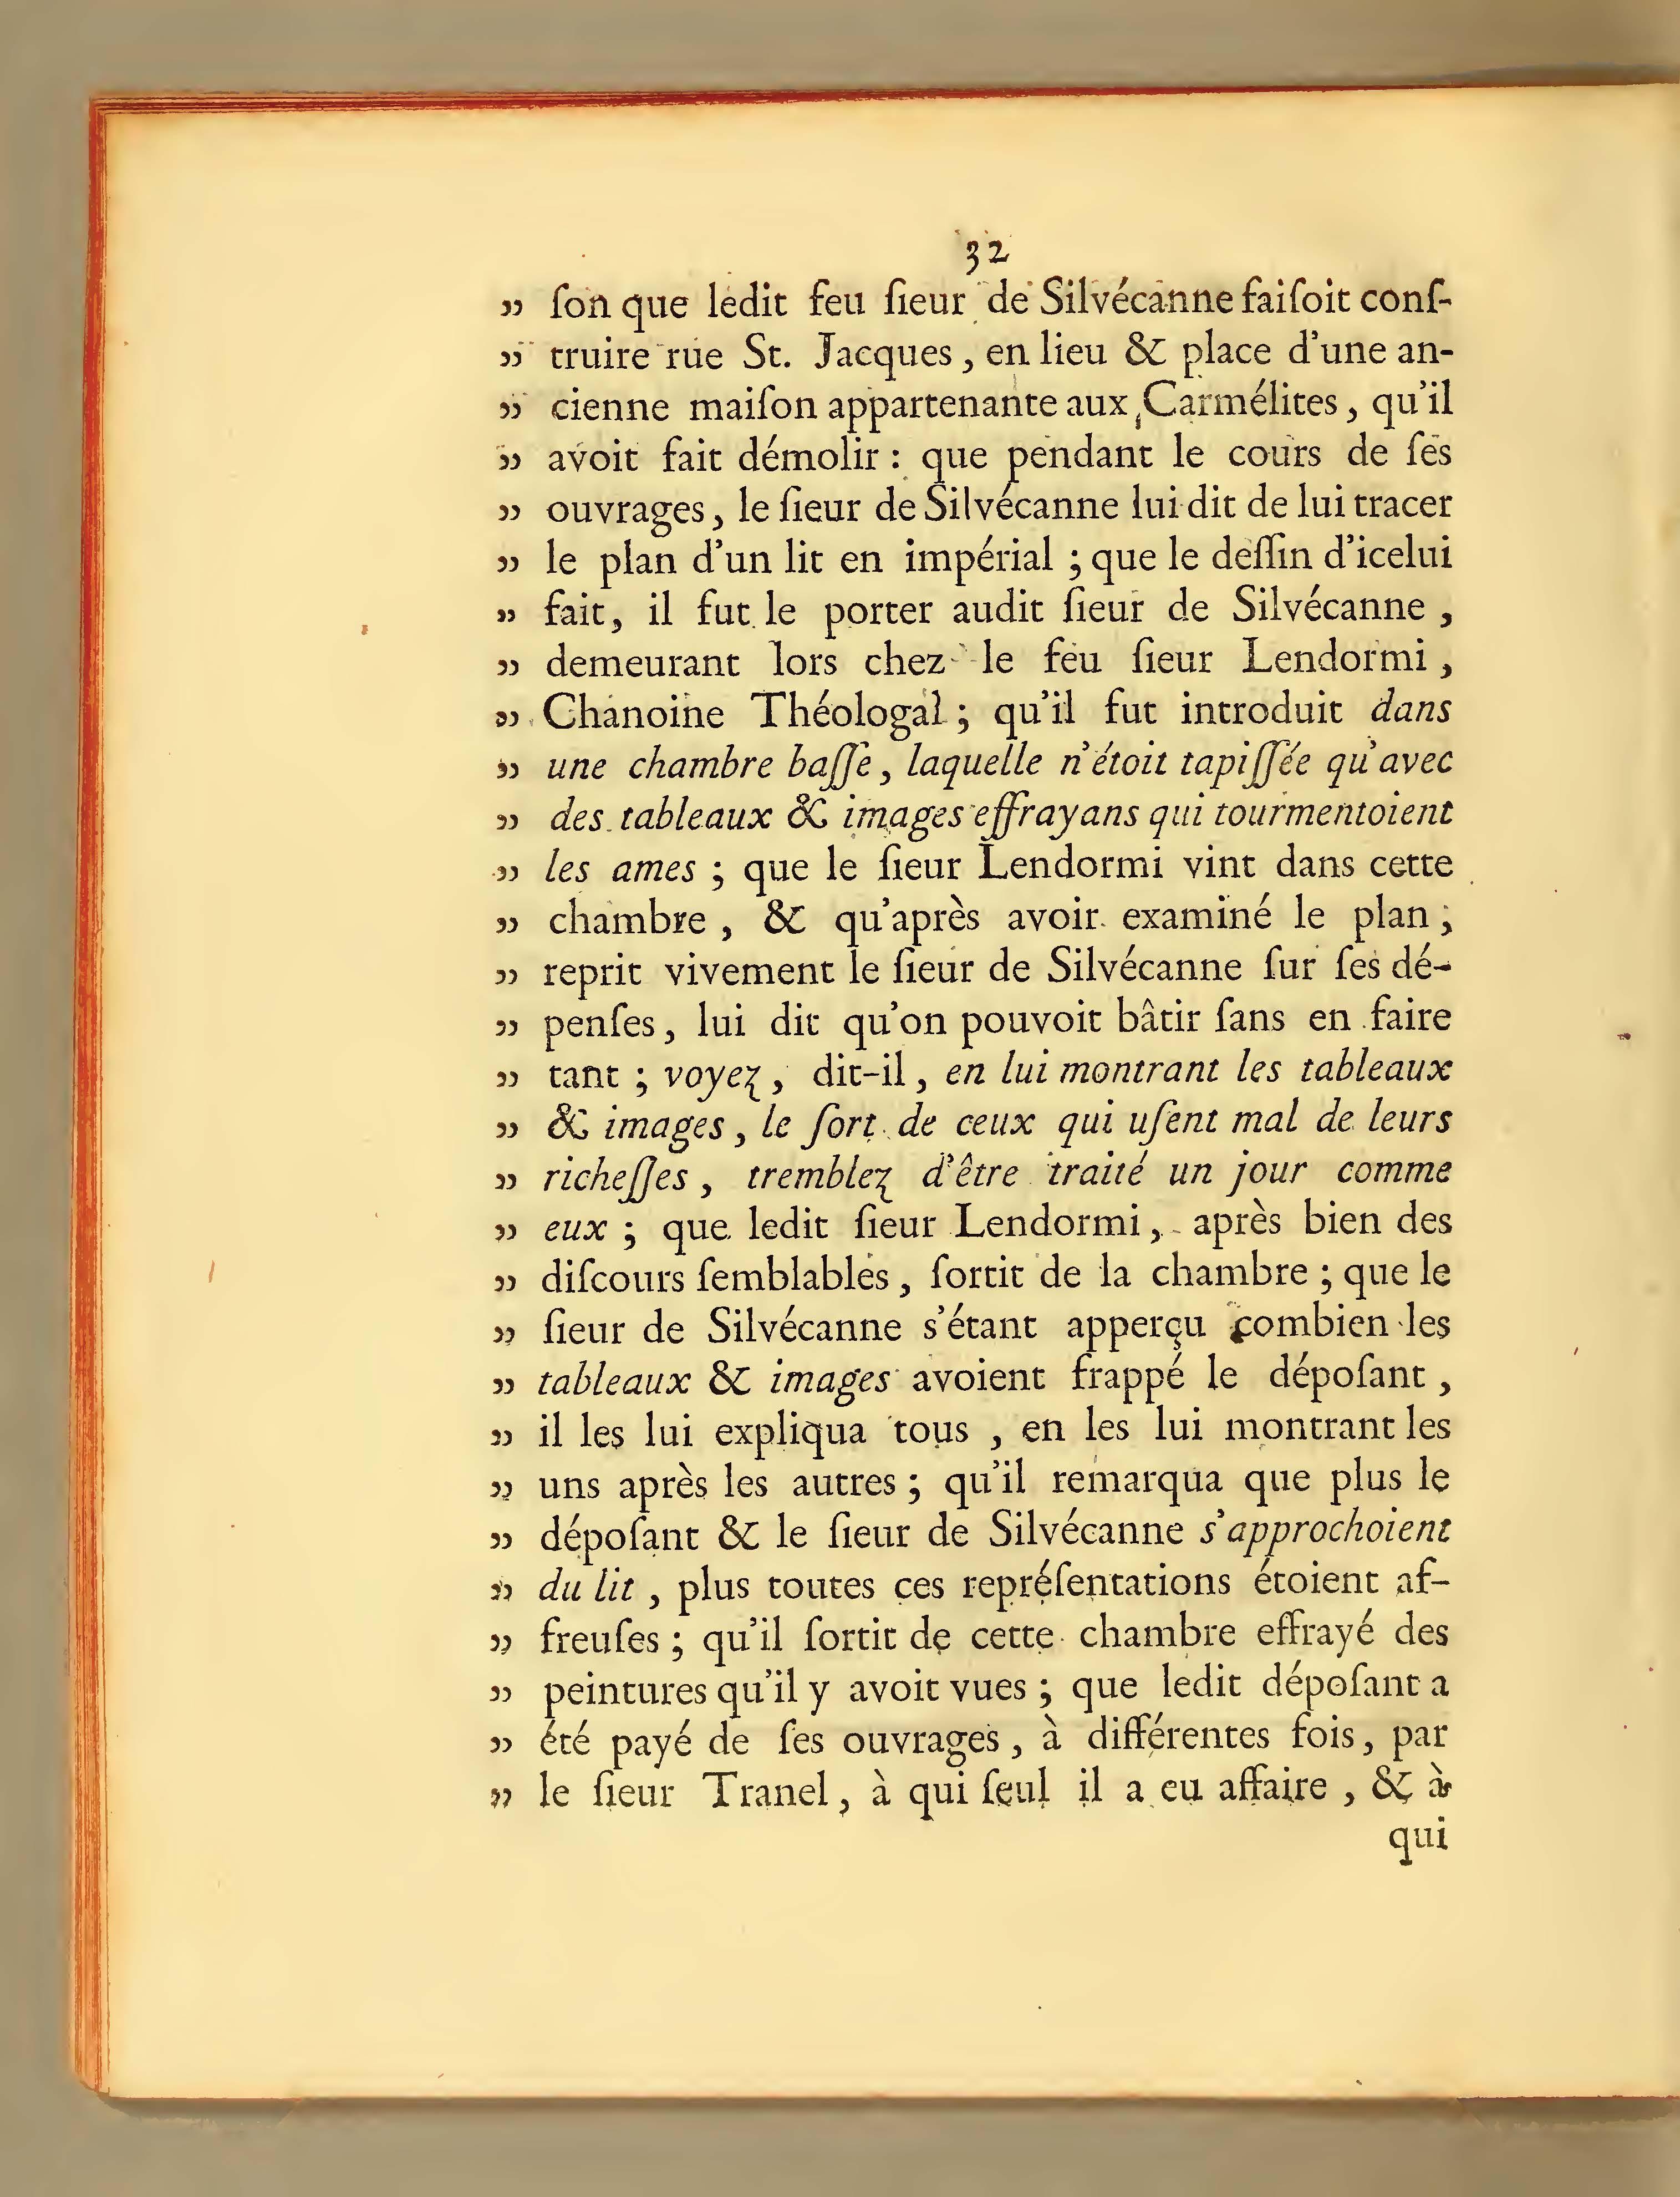 32
” ſon que ledit feu ſieur de Silvécanne faiſoit conſ-
” truire rue St. Jacques, en lieu & place d'une an-
” cienne maiſon appartenante aux Carmélites, qu'il
” avoit fait démolir : que pendant le cours de ſes
” ouvrages, le ſieur de Silvécanne lui dit de lui tracer
” le plan d'un lit en impérial ; que le deſſin d'icelui
” fait, il fut le porter audit ſieur de Silvécanne,
” demeurant lors chez le feu ſieur Lendormi,
” Chanoine Théologal ; qu'il fut introduit dans
” une chambre baſſe, laquelle n'étoit tapiſſée qu'avec
” des tableaux & images effrayans qui tourmentoient
” les ames ; que le ſieur Lendormi vint dans cette
” chambre, & qu'après avoir examiné le plan ;
” reprit vivement le ſieur de Silvécanne ſur ſes dé-
” penſes, lui dit qu'on pouvoit bâtir ſans en faire
” tant ; voyez, dit-il, en lui montrant les tableaux
” & images, le ſort de ceux qui uſent mal de leurs
” richeſſes, tremblez d'être traité un jour comme
” eux ; que ledit ſieur Lendormi, après bien des
” diſcours ſemblables, ſortit de la chambre ; que le
” ſieur de Silvécanne s'étant apperçu combien les
” tableaux & images avoient frappé le dépoſant,
” il les lui expliqua tous, en les lui montrant les
” uns après les autres ; qu'il remarqua que plus le
” dépoſant & le ſieur de Silvécanne s'approchoient
” du lit, plus toutes ces repréſentations étoient af-
” freuſes ; qu'il ſortit de cette chambre effrayé des
” peintures qu'il y avoit vues ; que ledit dépoſant a
” été payé de ſes ouvrages, à différentes fois, par
” le ſieur Tranel, à qui ſeul il a eu affaire, & à
qui